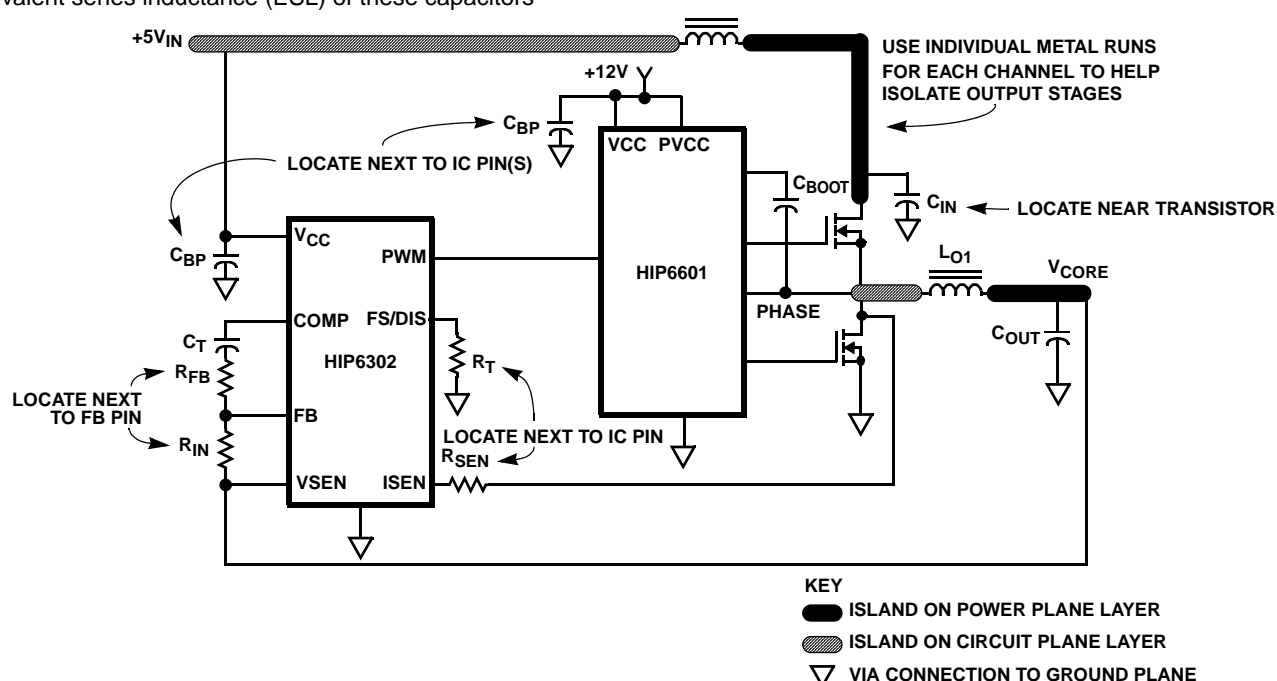 valent series inductance (ESL) of these capacitors
+5VIN
USE INDIVIDUAL METAL RUNS
FOR EACH CHANNEL TO HELP
ISOLATE OUTPUT STAGES
+12V
CBP
VCC PVCC
LOCATE NEXT TO IC PIN(S)
CBOOT
CIN
LOCATE NEAR TRANSISTOR
VCC
CBP
PWM
HIP6601
LO1
VCORE
PHASE
COMP
FS/DIS
COUT
CT
HIP6302
RT
RFB
LOCATE NEXT
TO FB PIN
FB
RIN
LOCATE NEXT TO IC PIN
RSEN
VSEN
ISEN
KEY
ISLAND ON POWER PLANE LAYER
ISLAND ON CIRCUIT PLANE LAYER
VIA CONNECTION TO GROUND PLANE